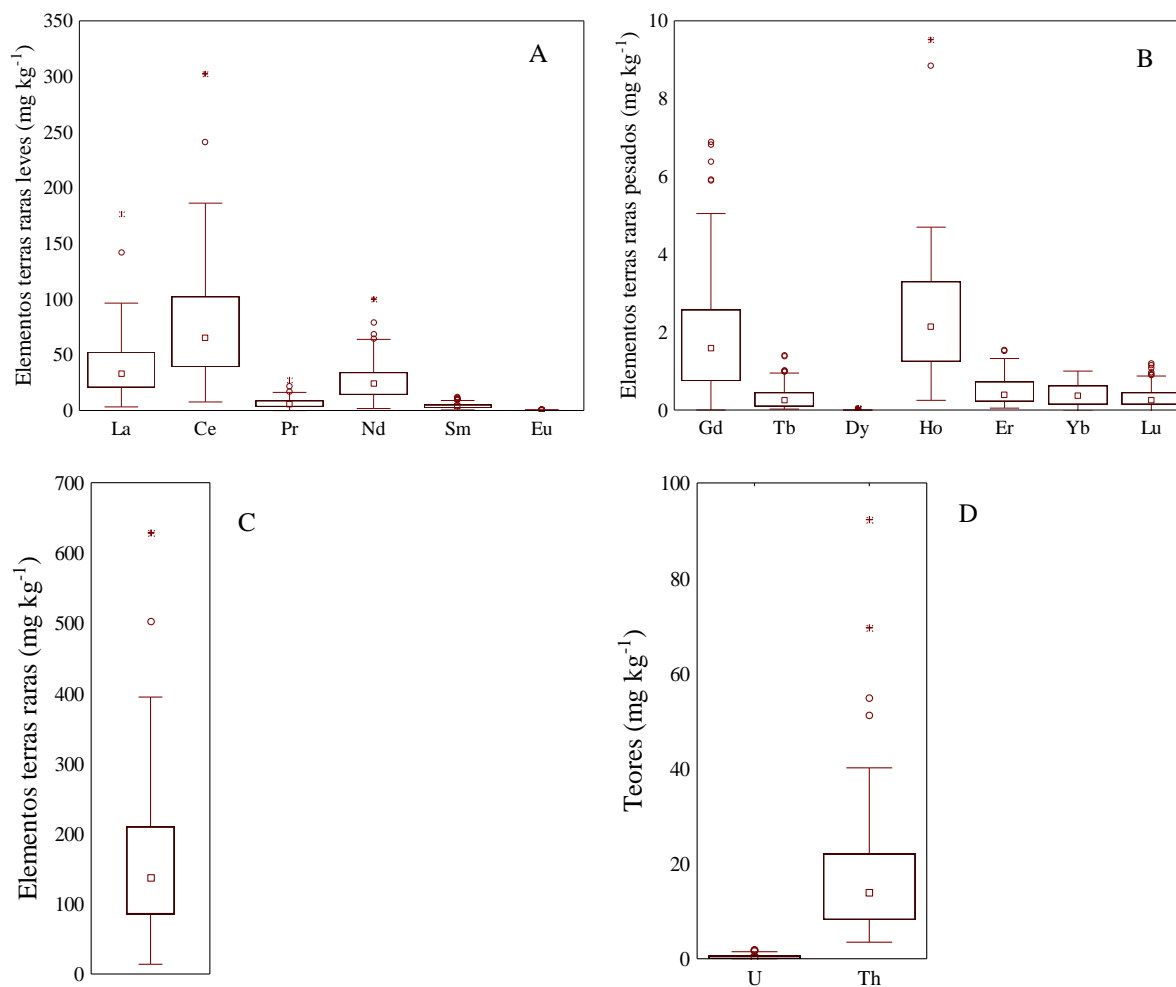 A
Elementos terras raras leves (mg kg-1)
350
300
250
200
150
100
50
0
La Ce Pr Nd Sm Eu
B
Elementos terras raras pesados (mg kg-1)
10
8
6
4
2
0
Gd Tb Dy Ho Er Yb Lu
C
Elementos terras raras (mg kg-1)
700
600
500
400
300
200
100
0
D
Teores (mg kg-1)
100
80
60
40
20
0
U Th